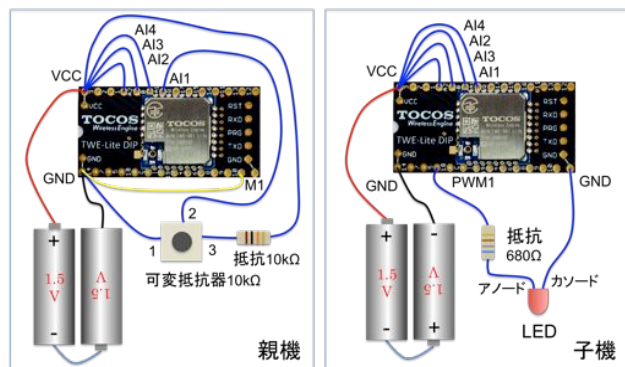 AI4
AI3
AI2
VCC
AI1
VCC
TOCOS
WirelessEngine
TWE-Lite DIP
GND
RST
RXD
PRG
TXD
GND
GND
M1
2
1
3
抵抗10kΩ
可変抵抗器10kΩ
+
1.5
V
-
1.5
V
親機
AI4
AI2
AI3
VCC
AI1
VCC
TOCOS
WirelessEngine
TWE-Lite DIP
GND
RST
RXD
PRG
TXD
GND
GND
PWM1
GND
抵抗
680Ω
アノード
カソード
LED
+
1.5
V
-
-
1.5
V
+
子機